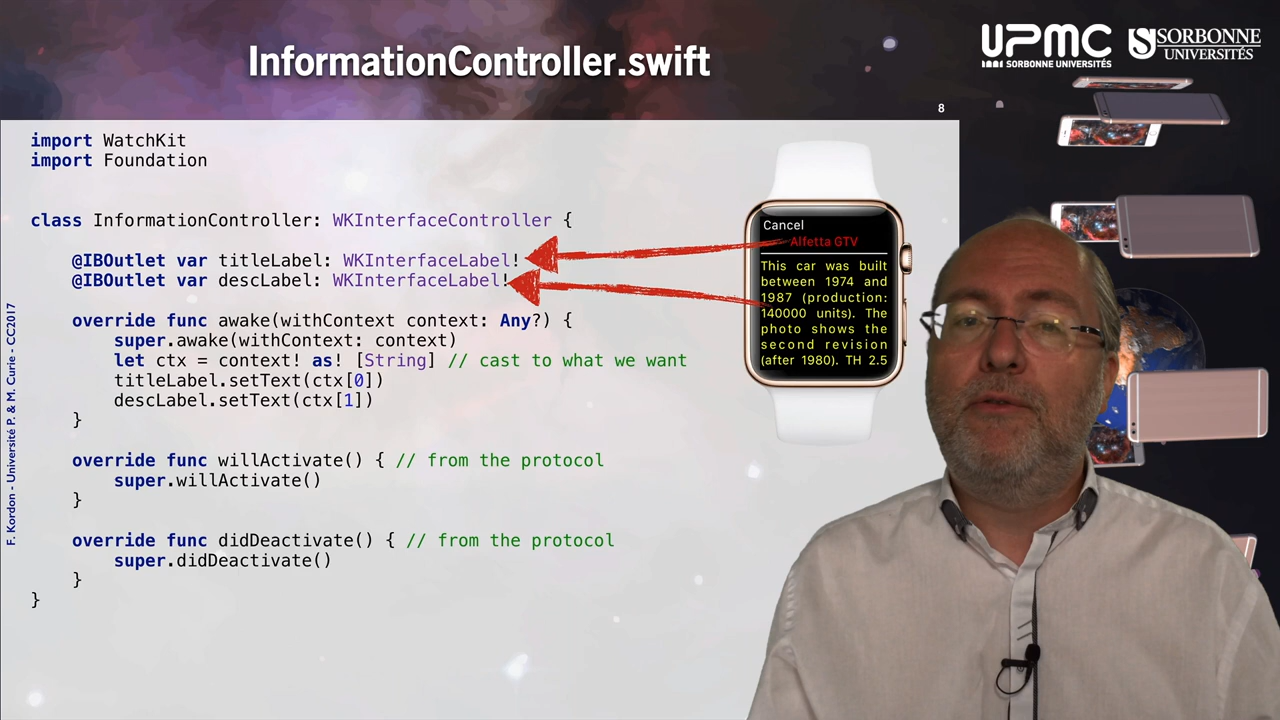 InformationController.swift
UPMC
SORBONNE UNIVERSITÉS
SORBONNE
UNIVERSITÉS
8
import WatchKit
import Foundation
class InformationController: WKInterfaceController {
@IBOutlet var titleLabel: WKInterfaceLabel!
@IBOutlet var descLabel: WKInterfaceLabel!
override func awake(withContext context: Any?) {
super.awake(withContext: context)
let ctx = context! as! [String] // cast to what we want
titleLabel.setText(ctx[0])
descLabel.setText(ctx[1])
}
override func willActivate() { // from the protocol
super.willActivate()
}
override func didDeactivate() { // from the protocol
super.didDeactivate()
}
}
Cancel
Alfetta GTV
This car was built
between 1974 and
1987 (production:
140000 units). The
photo shows the
second revision
(after 1980). TH 2.5
F. Kordon - Université P. & M. Curie - CC2017